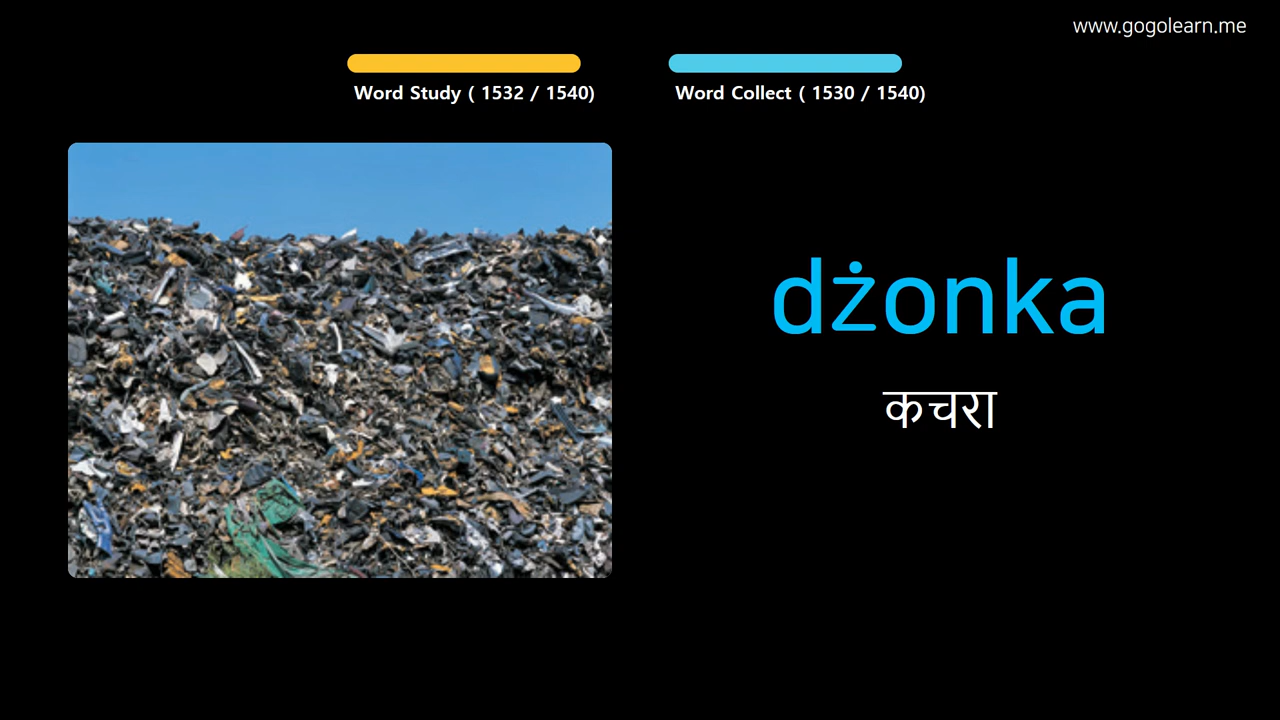 www.gogolearn.me
Word Study ( 1532 / 1540)
Word Collect ( 1530 / 1540)
dżonka
कचरा